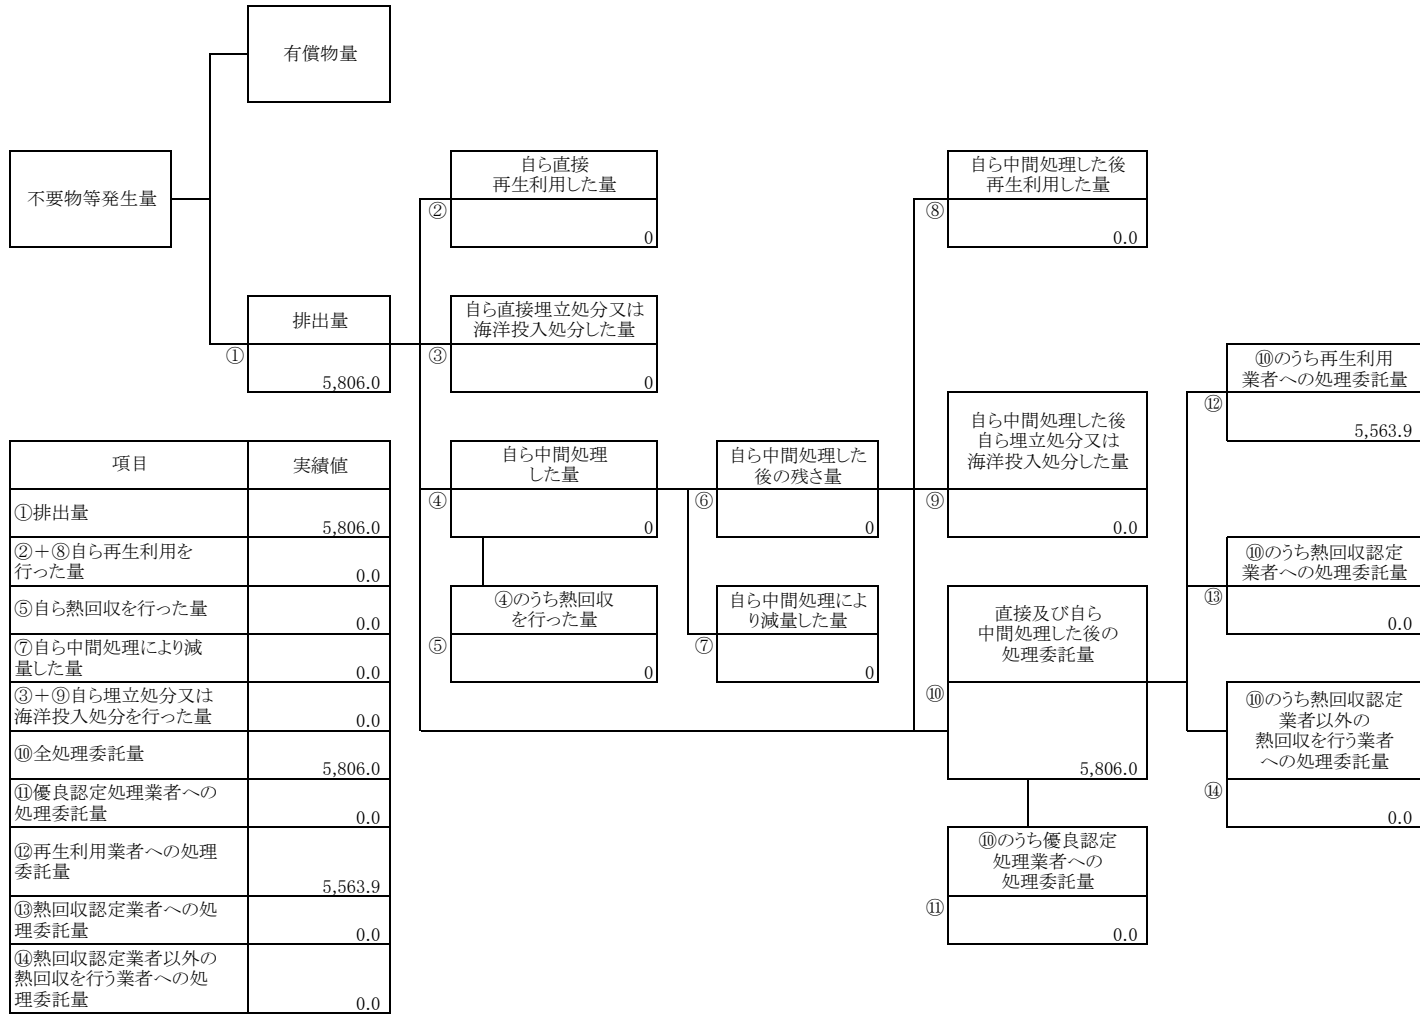 有償物量
不要物等発生量
排出量
①
5,806.0
自ら直接
再生利用した量
②
0
自ら直接埋立処分又は
海洋投入処分した量
③
0
自ら中間処理
した量
④
0
④のうち熱回収
を行った量
⑤
0
自ら中間処理した
後の残さ量
⑥
0
自ら中間処理によ
り減量した量
⑦
0
自ら中間処理した後
再生利用した量
⑧
0.0
自ら中間処理した後
自ら埋立処分又は
海洋投入処分した量
⑨
0.0
直接及び自ら
中間処理した後の
処理委託量
⑩
5,806.0
⑩のうち優良認定
処理業者への
処理委託量
⑪
0.0
⑩のうち再生利用
業者への処理委託量
⑫
5,563.9
⑩のうち熱回収認定
業者への処理委託量
⑬
0.0
⑩のうち熱回収認定
業者以外の
熱回収を行う業者
への処理委託量
⑭
0.0
項目
実績値
①排出量
5,806.0
②＋⑧自ら再生利用を
行った量
0.0
⑤自ら熱回収を行った量
0.0
⑦自ら中間処理により減
量した量
0.0
③＋⑨自ら埋立処分又は
海洋投入処分を行った量
0.0
⑩全処理委託量
5,806.0
⑪優良認定処理業者への
処理委託量
0.0
⑫再生利用業者への処理
委託量
5,563.9
⑬熱回収認定業者への処
理委託量
0.0
⑭熱回収認定業者以外の
熱回収を行う業者への処
理委託量
0.0